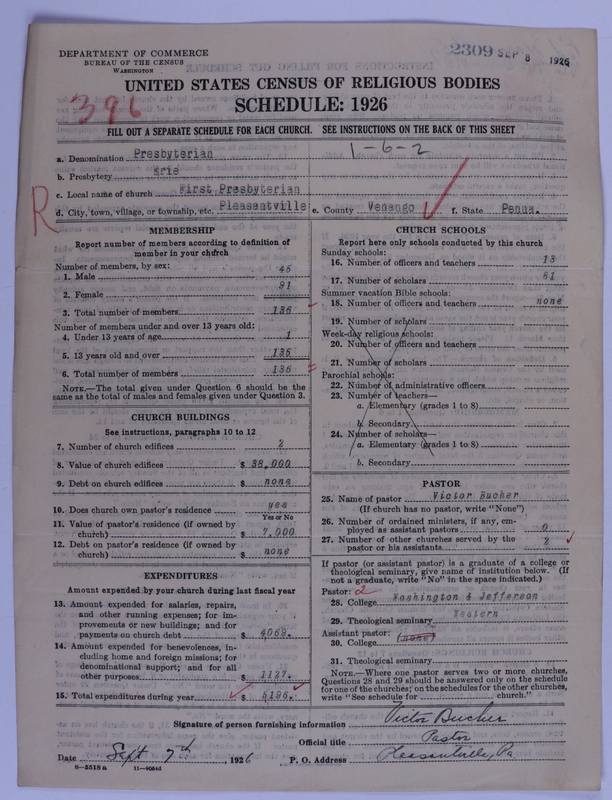 2309 SEP 8 1926
DEPARTMENT OF COMMERCE
BUREAU OF THE CENSUS
WASHINGTON
UNITED STATES CENSUS OF RELIGIOUS BODIES
SCHEDULE: 1926
396
FILL OUT A SEPARATE SCHEDULE FOR EACH CHURCH. SEE INSTRUCTIONS ON THE BACK OF THIS SHEET
1-6-2
a. Denomination Presbyterian
b. Presbytery Erie
c. Local name of church First Presbyterian
R
d. City, town, village, or township, etc. Pleasantville e. County Venango f. State Penna.
MEMBERSHIP
Report number of members according to definition of member in your church
Number of members, by sex:
1. Male 45
2. Female 91
3. Total number of members 136
Number of members under and over 13 years old:
4. Under 13 years of age 1
5. 13 years old and over 135
6. Total number of members 136
NOTE.—The total given under Question 6 should be the
same as the total of males and females given under Question 3.
CHURCH BUILDINGS
See instructions, paragraphs 10 to 12
7. Number of church edifices 2
8. Value of church edifices $ 38,000
9. Debt on church edifices $ none
10. Does church own pastor's residence? yes
Yes or No
11. Value of pastor's residence (if owned by
church) $ 7,000
12. Debt on pastor's residence (if owned by
church) $ none
EXPENDITURES
Amount expended by your church during last fiscal year
13. Amount expended for salaries, repairs,
and other running expenses; for im-
provements or new buildings; and for
payments on church debt $ 4069.
14. Amount expended for benevolences, in-
cluding home and foreign missions; for
denominational support; and for all
other purposes $ 1127.
15. Total expenditures during year $ 5196.
CHURCH SCHOOLS
Report here only schools conducted by this church
Sunday schools:
16. Number of officers and teachers 13
17. Number of scholars 81
Summer vacation Bible schools:
18. Number of officers and teachers none
19. Number of scholars
Week-day religious schools:
20. Number of officers and teachers
21. Number of scholars
Parochial schools:
22. Number of administrative officers
23. Number of teachers—
a. Elementary (grades 1 to 8)
b. Secondary
24. Number of scholars—
a. Elementary (grades 1 to 8)
b. Secondary
PASTOR
25. Name of pastor Victor Bucher
(If church has no pastor, write "None")
26. Number of ordained ministers, if any, em-
ployed as assistant pastors 0
27. Number of other churches served by the
pastor or his assistants 2
If pastor (or assistant pastor) is a graduate of a college or
theological seminary, give name of institution below. (If
not a graduate, write "No" in the space indicated.)
Pastor: 2
28. College Washington & Jefferson
29. Theological seminary Western
Assistant pastor: (none)
30. College
31. Theological seminary
NOTE.—Where one pastor serves two or more churches,
Questions 28 and 29 should be answered only on the schedule
for one of the churches; on the schedules for the other churches,
write "See schedule for church."
Signature of person furnishing information Victor Bucher
Official title Pastor
Date Sept 7th, 1926 P. O. Address Pleasantville, Pa
8-5518 a 11-9054d